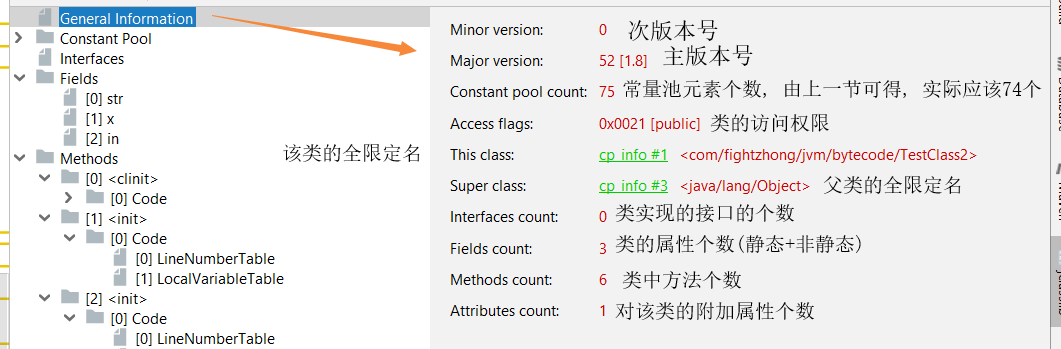 General Information
Constant Pool
Interfaces
Fields
[0] str
[1] x
[2] in
Methods
[0] <clinit>
[0] Code
[1] <init>
[0] Code
[0] LineNumberTable
[1] LocalVariableTable
[2] <init>
[0] Code
[0] LineNumberTable
该类的全限定名
Minor version: 0 次版本号
Major version: 52 [1.8] 主版本号
Constant pool count: 75 常量池元素个数, 由上一节可得, 实际应该74个
Access flags: 0x0021 [public] 类的访问权限
This class: cp_info #1 <com/fightzhong/jvm/bytecode/TestClass2>
Super class: cp_info #3 <java/lang/Object> 父类的全限定名
Interfaces count: 0 类实现的接口的个数
Fields count: 3 类的属性个数(静态+非静态)
Methods count: 6 类中方法个数
Attributes count: 1 对该类的附加属性个数